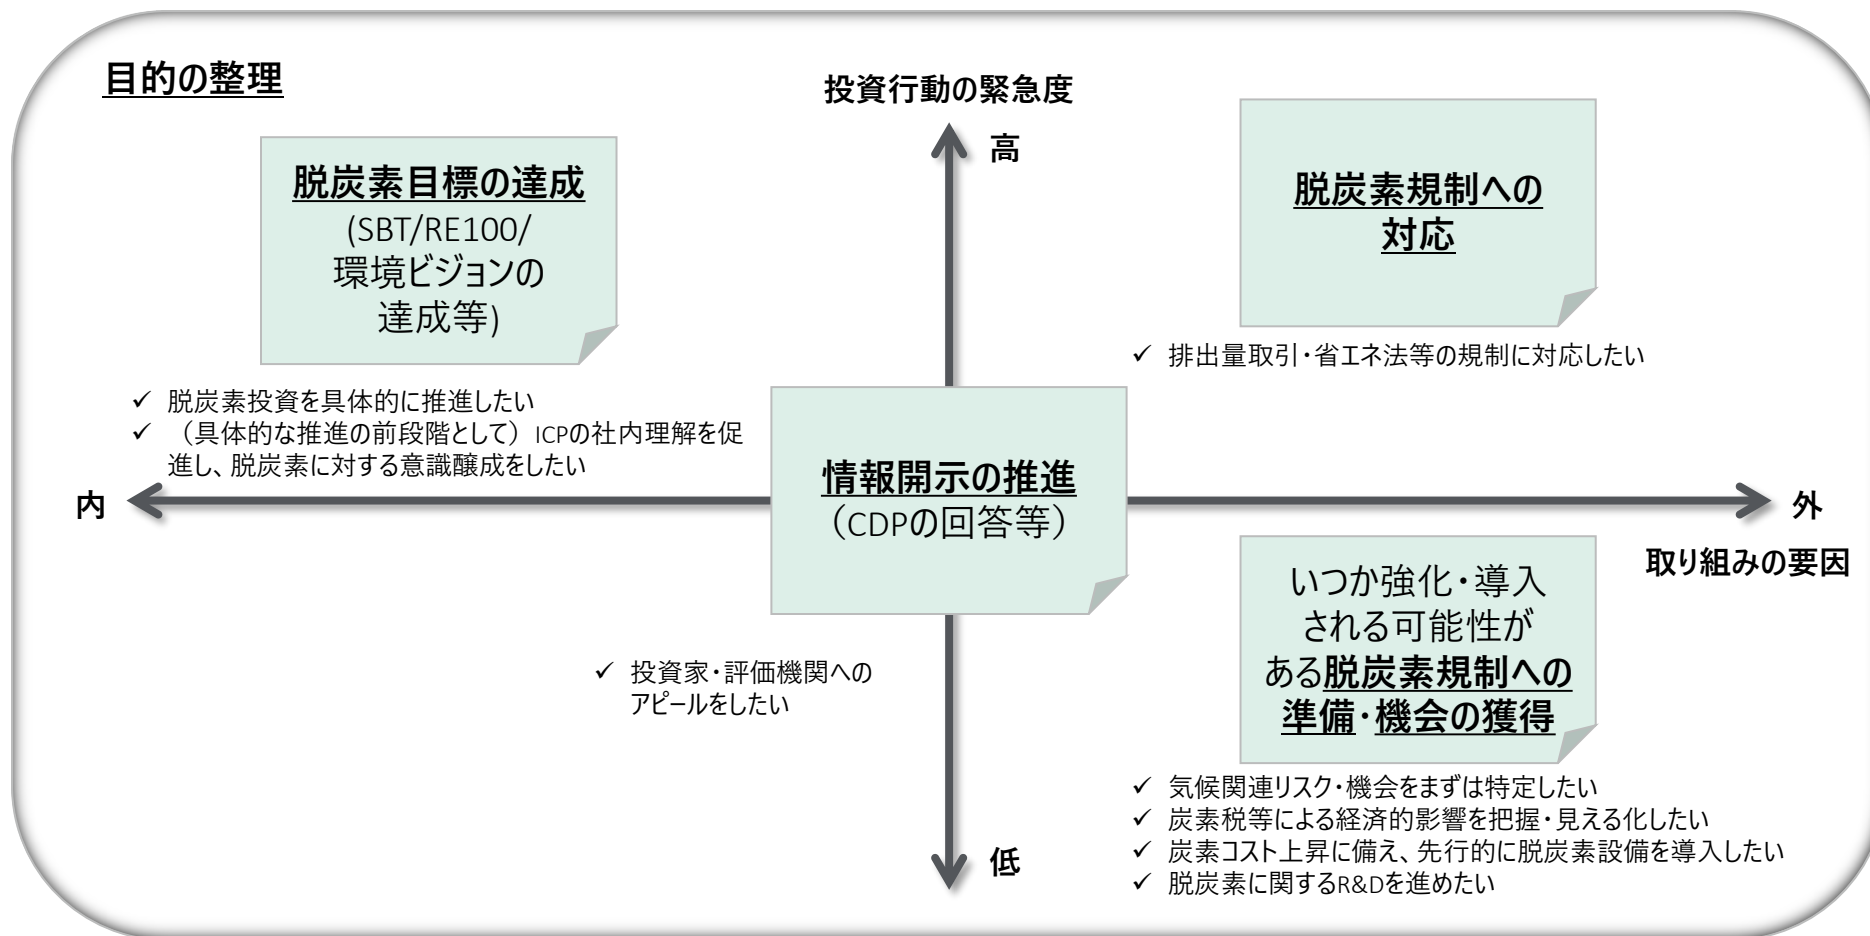 目的の整理
投資行動の緊急度
高
脱炭素目標の達成
(SBT/RE100/
環境ビジョンの
達成等)
✓ 脱炭素投資を具体的に推進したい
✓ （具体的な推進の前段階として）ICPの社内理解を促
進し、脱炭素に対する意識醸成をしたい
脱炭素規制への
対応
✓ 排出量取引・省エネ法等の規制に対応したい
内
情報開示の推進
（CDPの回答等）
外
取り組みの要因
✓ 投資家・評価機関への
アピールをしたい
いつか強化・導入
される可能性が
ある脱炭素規制への
準備・機会の獲得
✓ 気候関連リスク・機会をまずは特定したい
✓ 炭素税等による経済的影響を把握・見える化したい
✓ 炭素コスト上昇に備え、先行的に脱炭素設備を導入したい
✓ 脱炭素に関するR&Dを進めたい
低